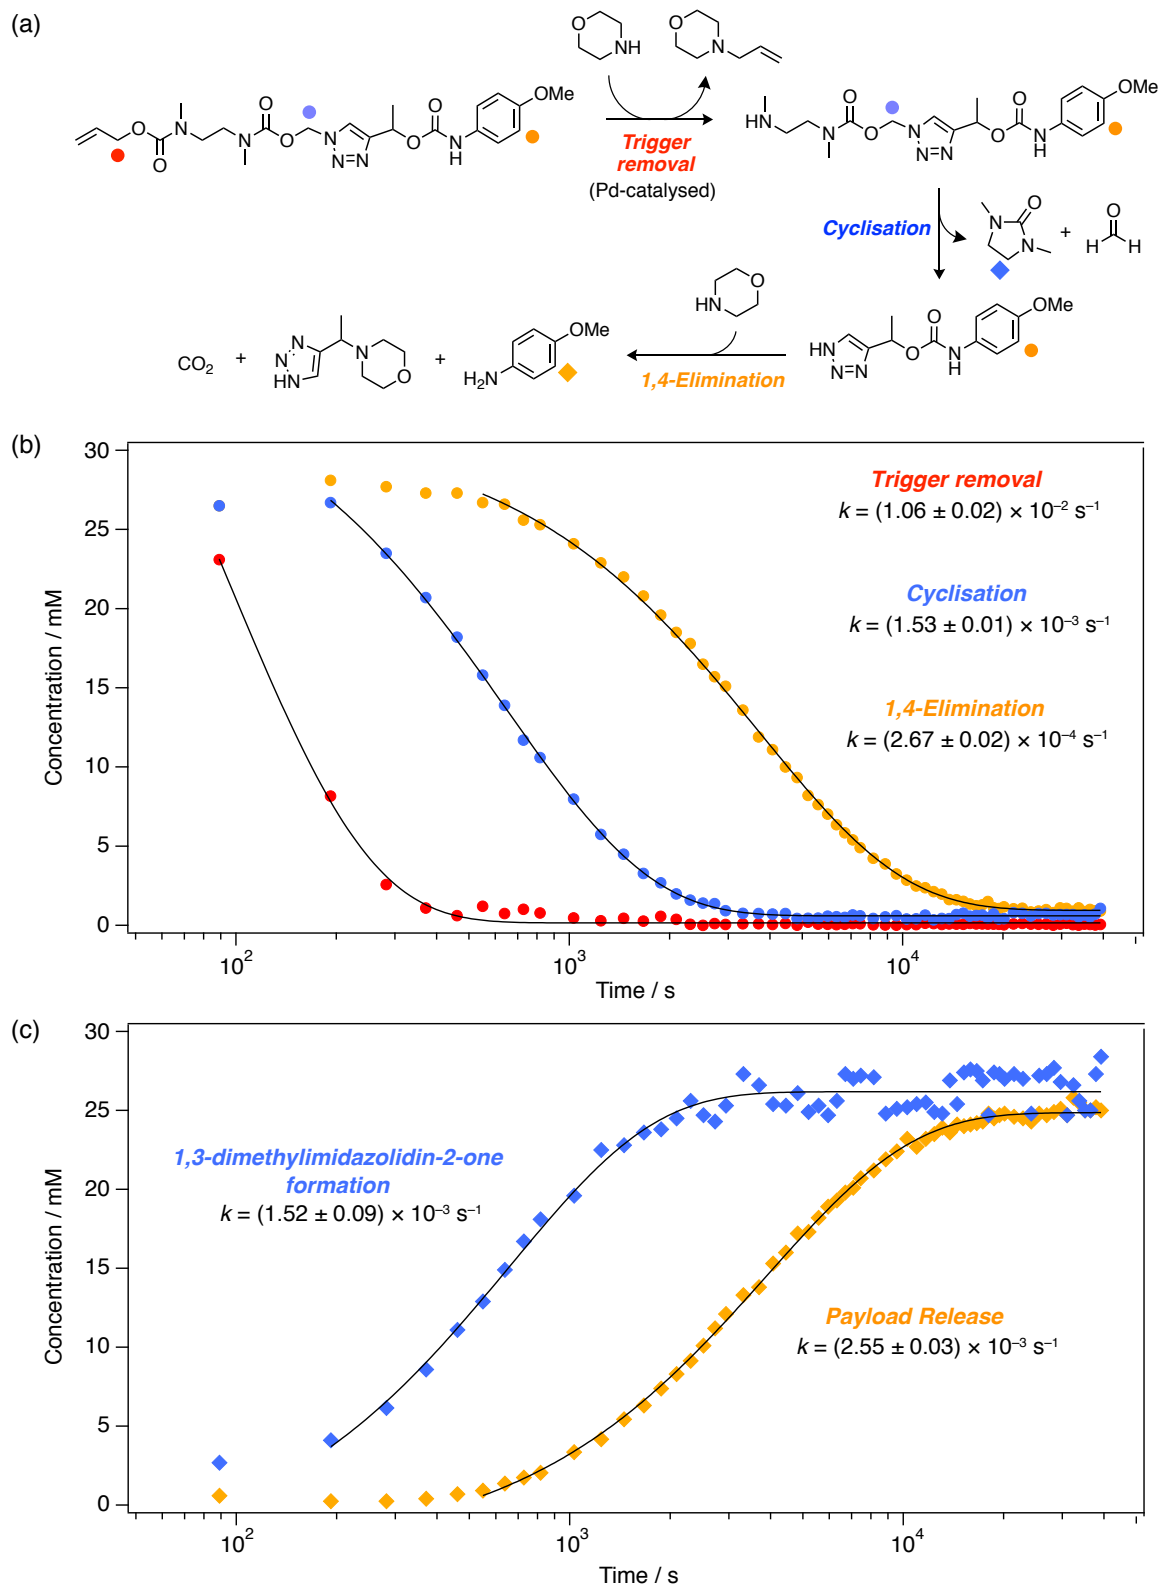 (a)
O
NH
O
N
OMe
O
N
O
N
O
O
N
N=N
O
O
N
H
Trigger
removal
(Pd-catalysed)
HN
N
O
O
N
N=N
O
O
N
H
OMe
Cyclisation
N
O
N
+
O
H
H
CO2
+
N
N
HN
N
O
+
OMe
H2N
HN
O
1,4-Elimination
HN
N=N
O
O
N
H
OMe
(b)
30
25
20
15
10
5
0
Concentration / mM
Trigger removal
k = (1.06 ± 0.02) × 10⁻² s⁻¹
Cyclisation
k = (1.53 ± 0.01) × 10⁻³ s⁻¹
1,4-Elimination
k = (2.67 ± 0.02) × 10⁻⁴ s⁻¹
10² 10³ 10⁴
Time / s
(c)
30
25
20
15
10
5
0
Concentration / mM
1,3-dimethylimidazolidin-2-one
formation
k = (1.52 ± 0.09) × 10⁻³ s⁻¹
Payload Release
k = (2.55 ± 0.03) × 10⁻³ s⁻¹
10² 10³ 10⁴
Time / s